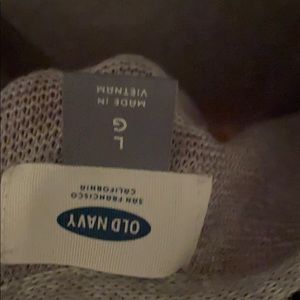 OLD NAVY
SAN FRANCISCO
CALIFORNIA
L
G
MADE IN
VIETNAM